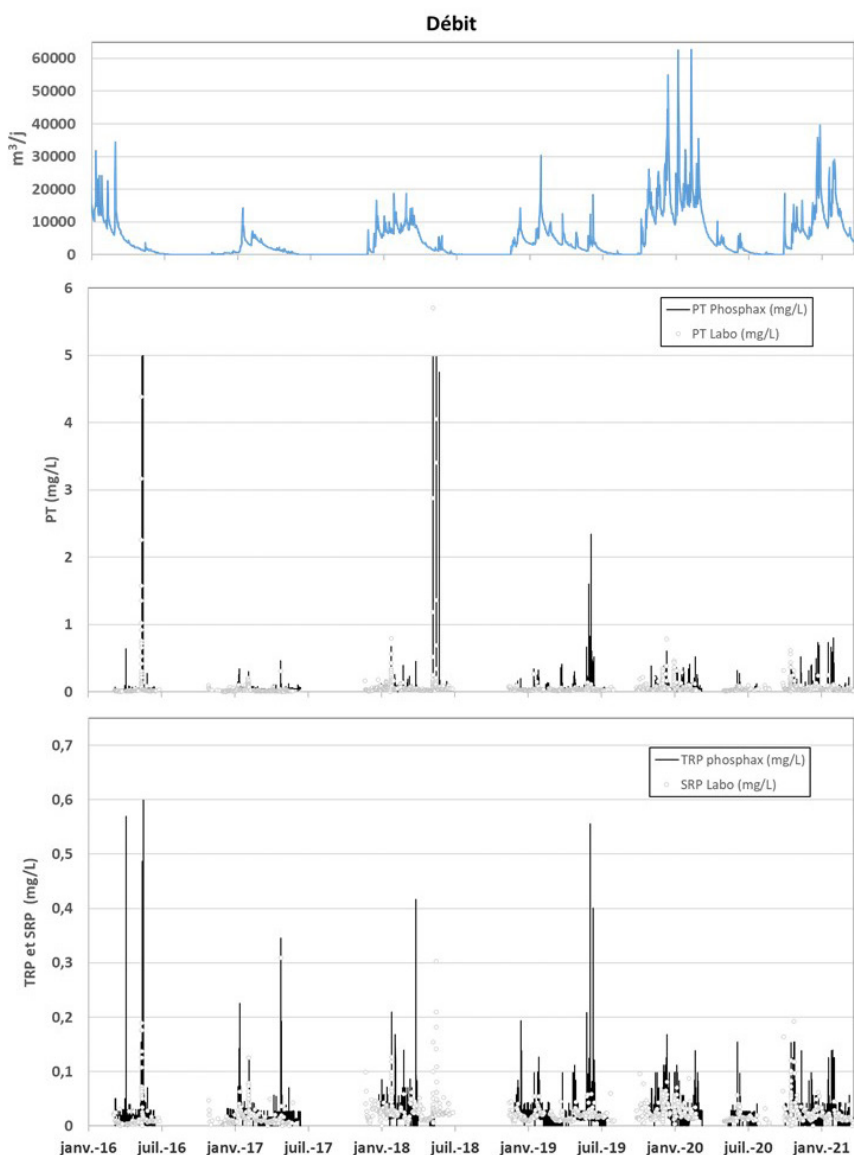 Débit
60000
50000
40000
30000
20000
10000
0
m³/j
6
5
4
3
2
1
0
PT (mg/L)
PT Phosphax (mg/L)
PT Labo (mg/L)
0,7
0,6
0,5
0,4
0,3
0,2
0,1
0
TRP et SRP (mg/L)
TRP phosphax (mg/L)
SRP Labo (mg/L)
janv.-16 juil.-16 janv.-17 juil.-17 janv.-18 juil.-18 janv.-19 juil.-19 janv.-20 juil.-20 janv.-21